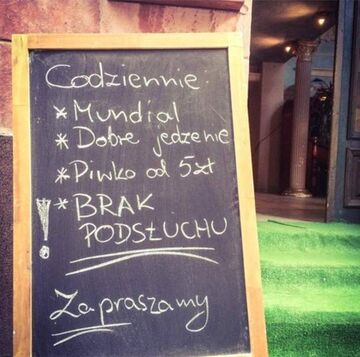 Codziennie:
* Mundial
* Dobre jedzenie
* Piwko od 5zł
! * BRAK
PODSŁUCHU
Zapraszamy